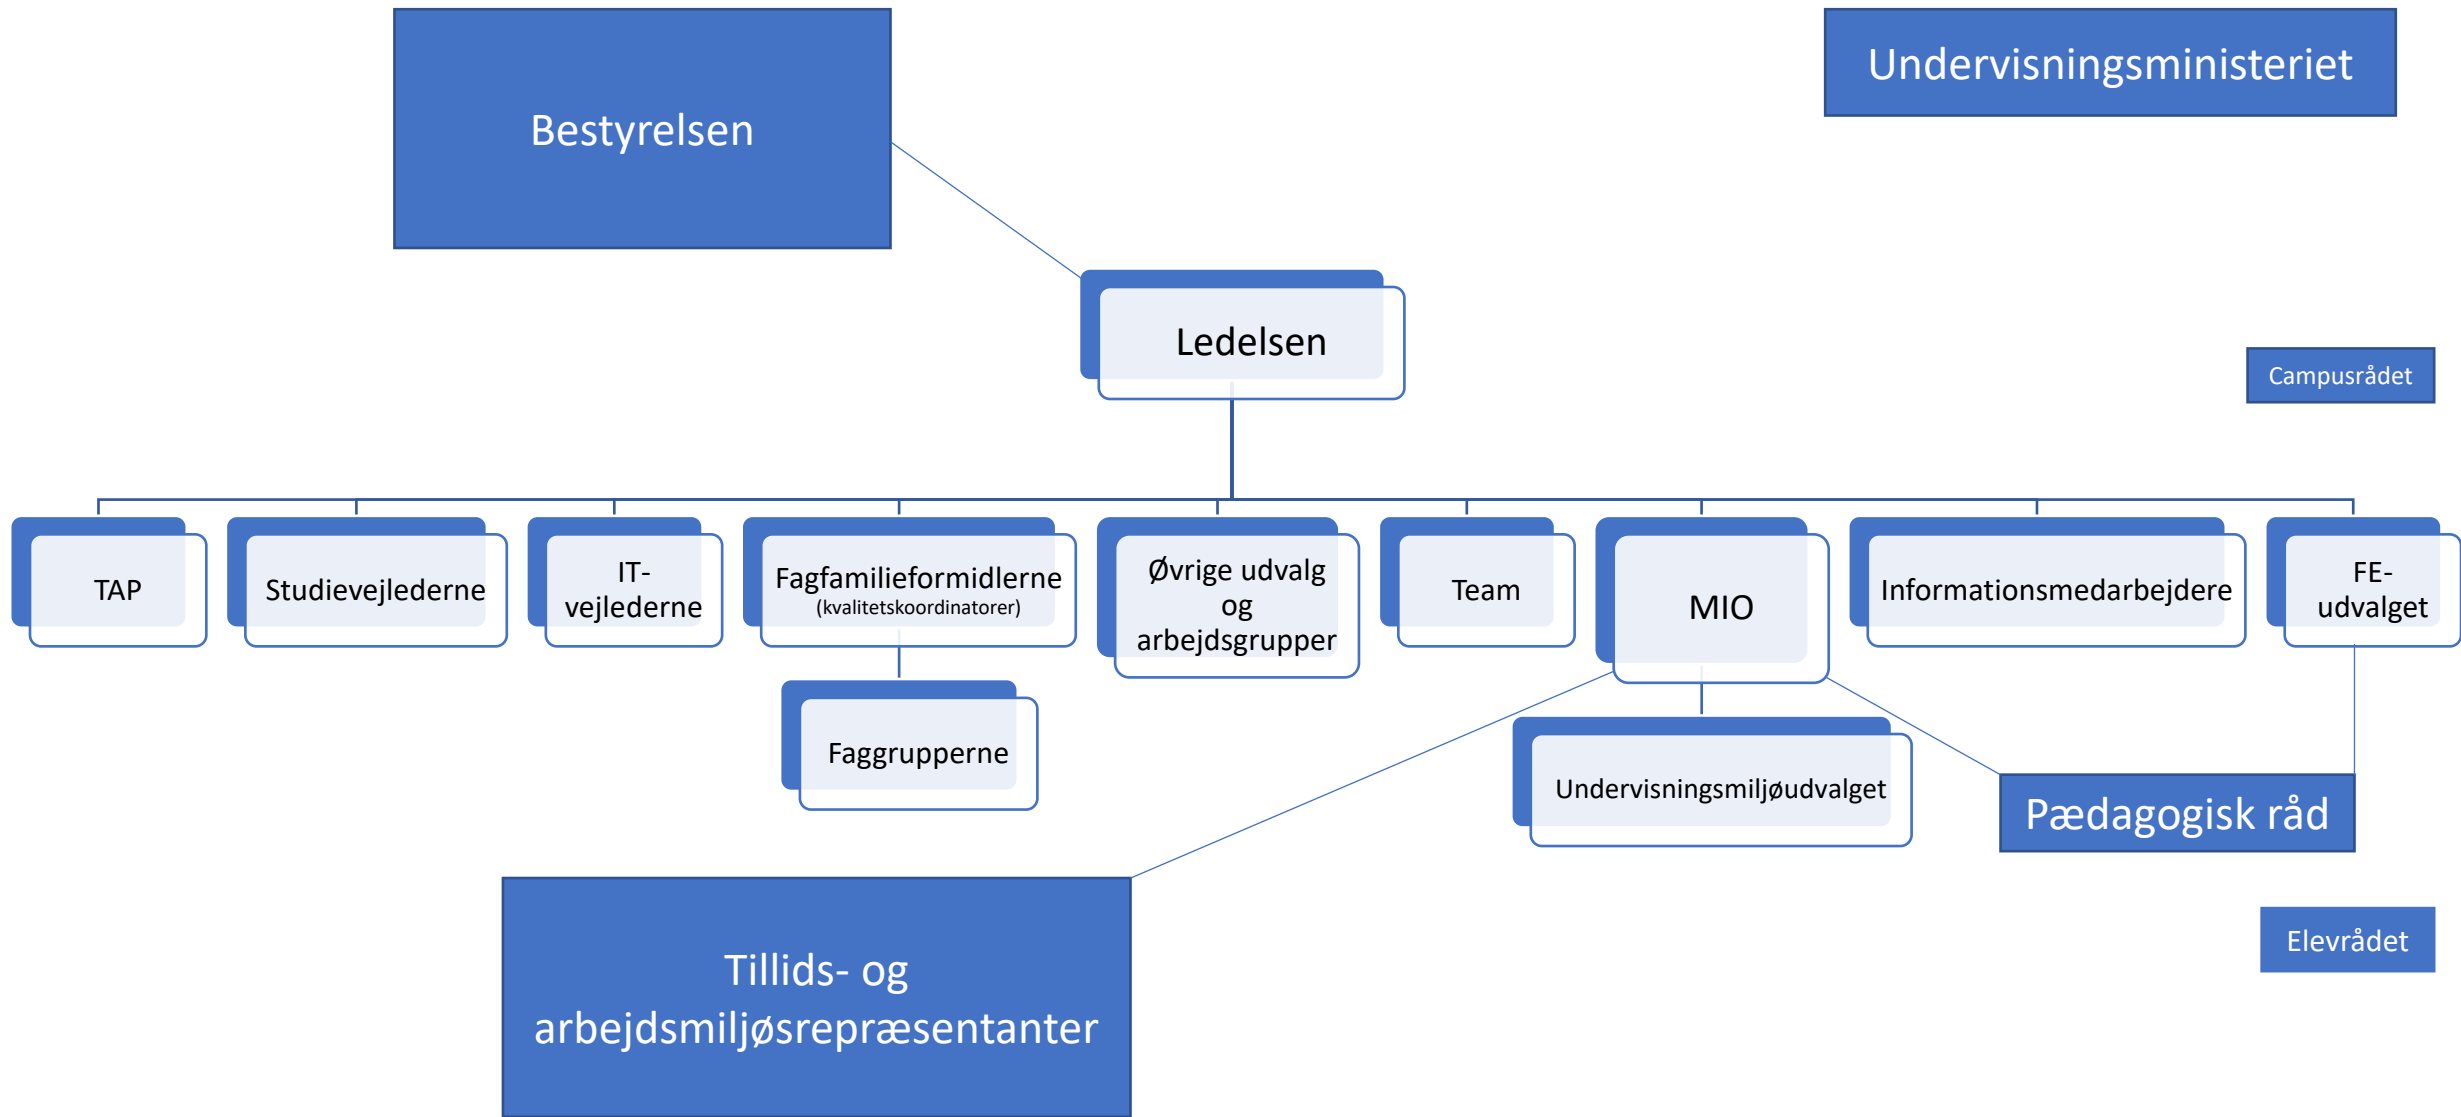 Bestyrelsen
Undervisningsministeriet
Ledelsen
Campusrådet
TAP
Studievejlederne
IT-
vejlederne
Fagfamilieformidlerne
(kvalitetskoordinatorer)
Øvrige udvalg
og
arbejdsgrupper
Team
MIO
Informationsmedarbejdere
FE-
udvalget
Faggrupperne
Undervisningsmiljøudvalget
Pædagogisk råd
Tillids- og
arbejdsmiljøsrepræsentanter
Elevrådet